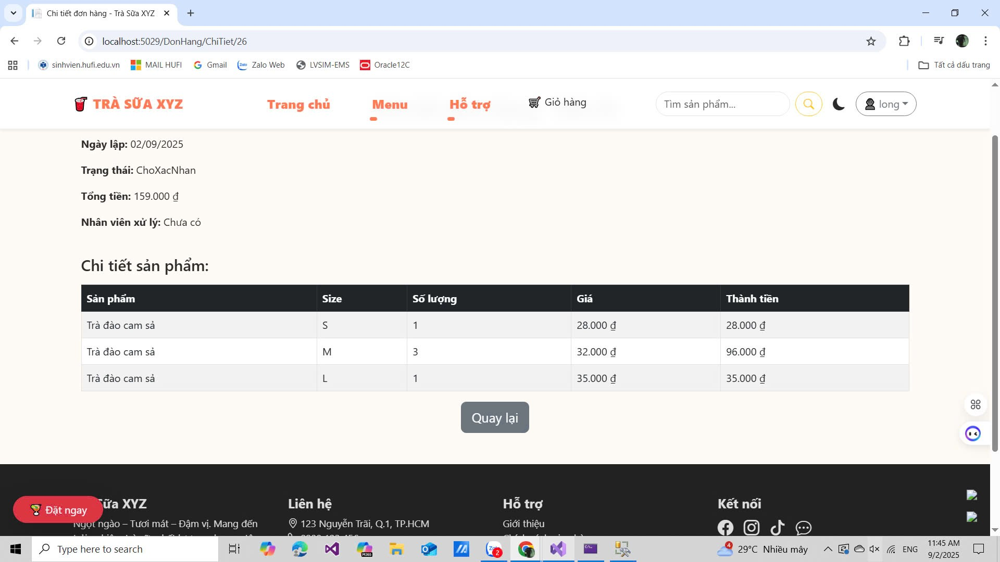 Chi tiết đơn hàng - Trà Sữa XYZ
localhost:5029/DonHang/ChiTiet/26
sinhvien.hufi.edu.vn MAIL HUFI Gmail Zalo Web LVSIM-EMS Oracle12C Tất cả dấu trang
TRÀ SỮA XYZ Trang chủ Menu Hỗ trợ Giỏ hàng Tìm sản phẩm... long
Ngày lập: 02/09/2025
Trạng thái: ChoXacNhan
Tổng tiền: 159.000 ₫
Nhân viên xử lý: Chưa có
Chi tiết sản phẩm:
Sản phẩm Size Số lượng Giá Thành tiền
Trà đào cam sả S 1 28.000 ₫ 28.000 ₫
Trà đào cam sả M 3 32.000 ₫ 96.000 ₫
Trà đào cam sả L 1 35.000 ₫ 35.000 ₫
Quay lại
Sữa XYZ Liên hệ Hỗ trợ Kết nối
Đặt ngay
Ngọt ngào – Tươi mát – Đậm vị. Mang đến 123 Nguyễn Trãi, Q.1, TP.HCM Giới thiệu
Type here to search
M365
Zalo 2
4 29°C Nhiều mây ENG
11:45 AM
9/2/2025